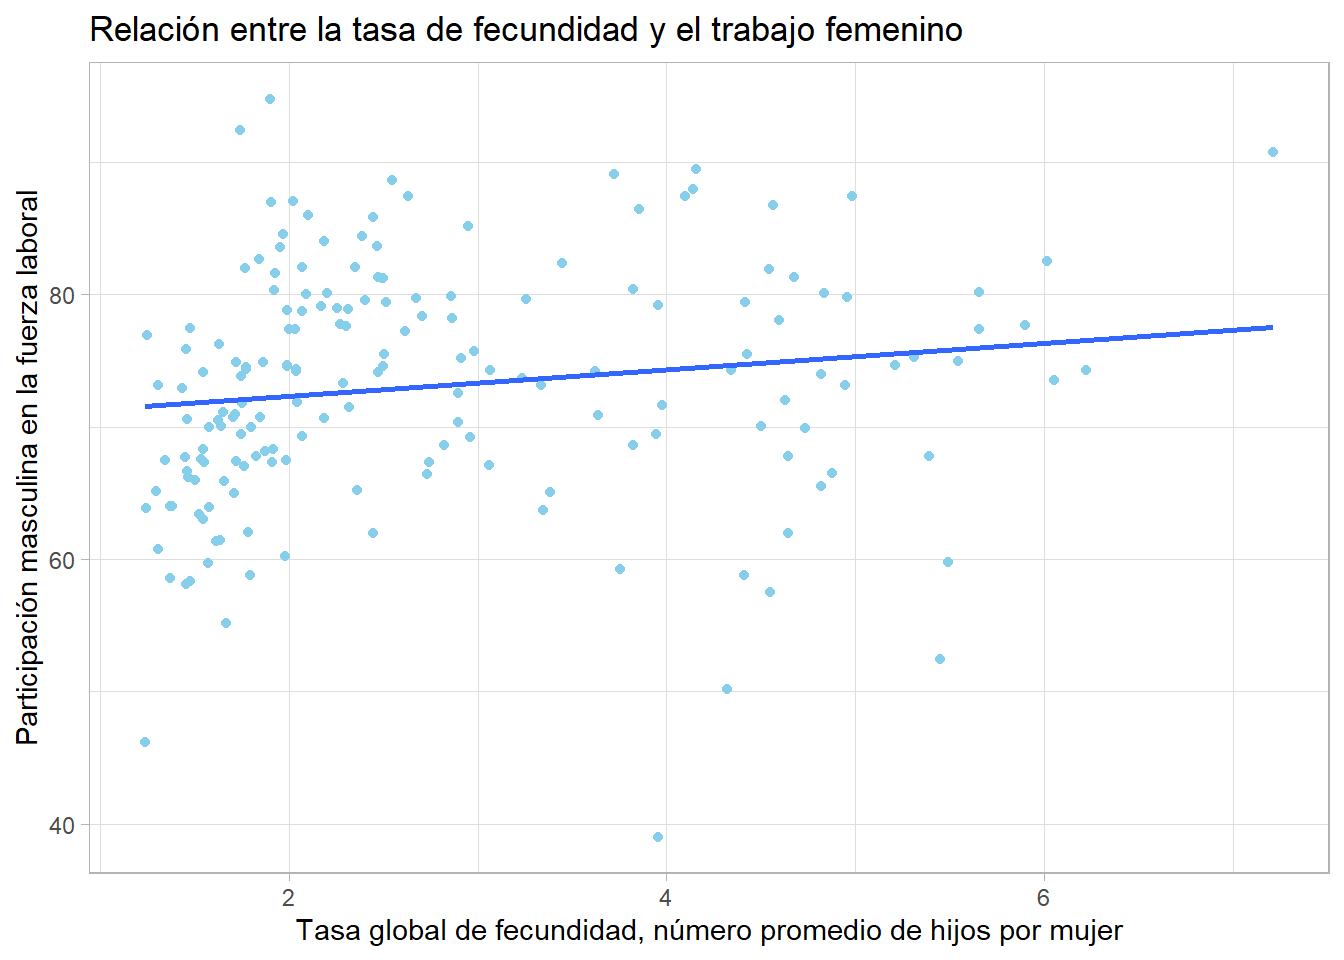 Relación entre la tasa de fecundidad y el trabajo femenino
Participación masculina en la fuerza laboral
80
60
40
2 4 6
Tasa global de fecundidad, número promedio de hijos por mujer